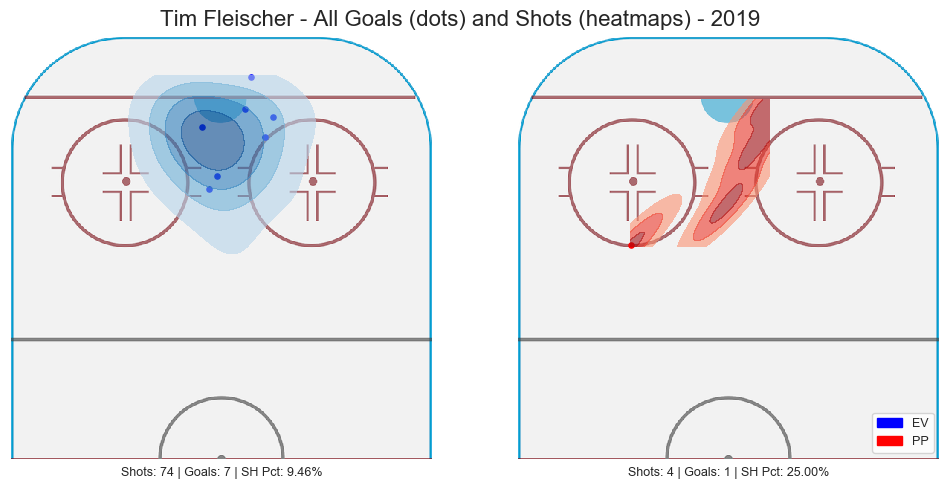 Tim Fleischer - All Goals (dots) and Shots (heatmaps) - 2019
EV
PP
Shots: 74 | Goals: 7 | SH Pct: 9.46%
Shots: 4 | Goals: 1 | SH Pct: 25.00%